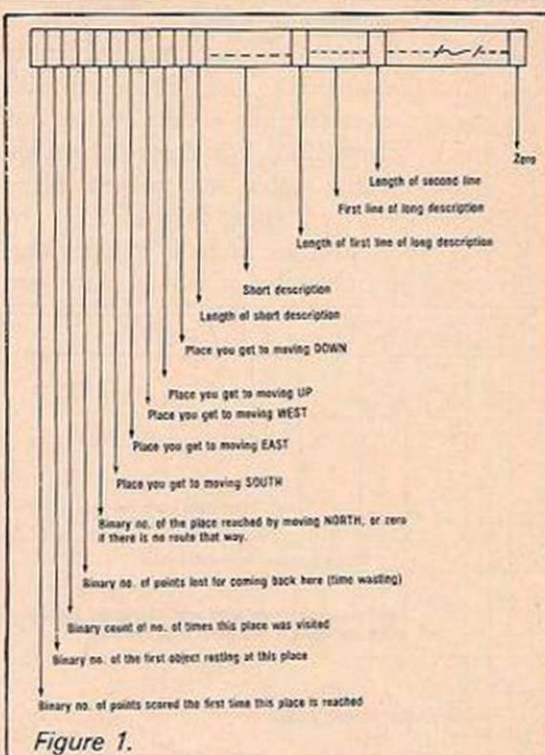 Zero
Length of second line
First line of long description
Length of first line of long description
Short description
Length of short description
Place you get to moving DOWN
Place you get to moving UP
Place you get to moving WEST
Place you get to moving EAST
Place you get to moving SOUTH
Binary no. of the place reached by moving NORTH, or zero
if there is no route that way.
Binary no. of points lost for coming back here (time wasting)
Binary count of no. of times this place was visited
Binary no. of the first object resting at this place
Binary no. of points scored the first time this place is reached
Figure 1.